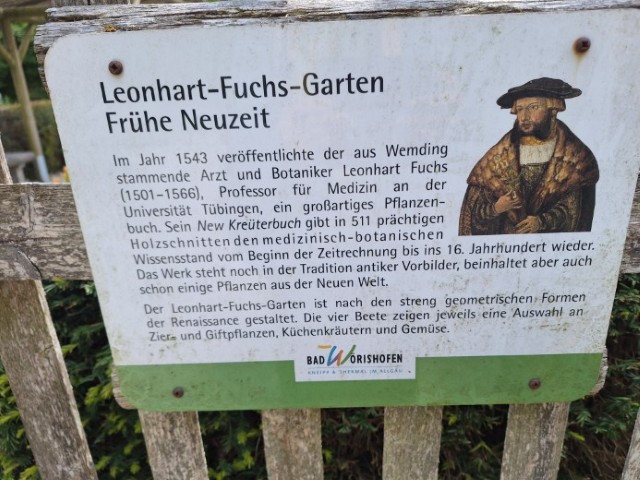 Leonhart-Fuchs-Garten
Frühe Neuzeit
Im Jahr 1543 veröffentlichte der aus Wemding
stammende Arzt und Botaniker Leonhart Fuchs
(1501-1566), Professor für Medizin an der
Universität Tübingen, ein großartiges Pflanzen-
buch. Sein New Kreüterbuch gibt in 511 prächtigen
Holzschnitten den medizinisch-botanischen
Wissensstand vom Beginn der Zeitrechnung bis ins 16. Jahrhundert wieder.
Das Werk steht noch in der Tradition antiker Vorbilder, beinhaltet aber auch
schon einige Pflanzen aus der Neuen Welt.
Der Leonhart-Fuchs-Garten ist nach den streng geometrischen Formen
der Renaissance gestaltet. Die vier Beete zeigen jeweils eine Auswahl an
Zier- und Giftpflanzen, Küchenkräutern und Gemüse.
BAD WÖRISHOFEN
KNEIPP & THERMAL IM ALLGÄU